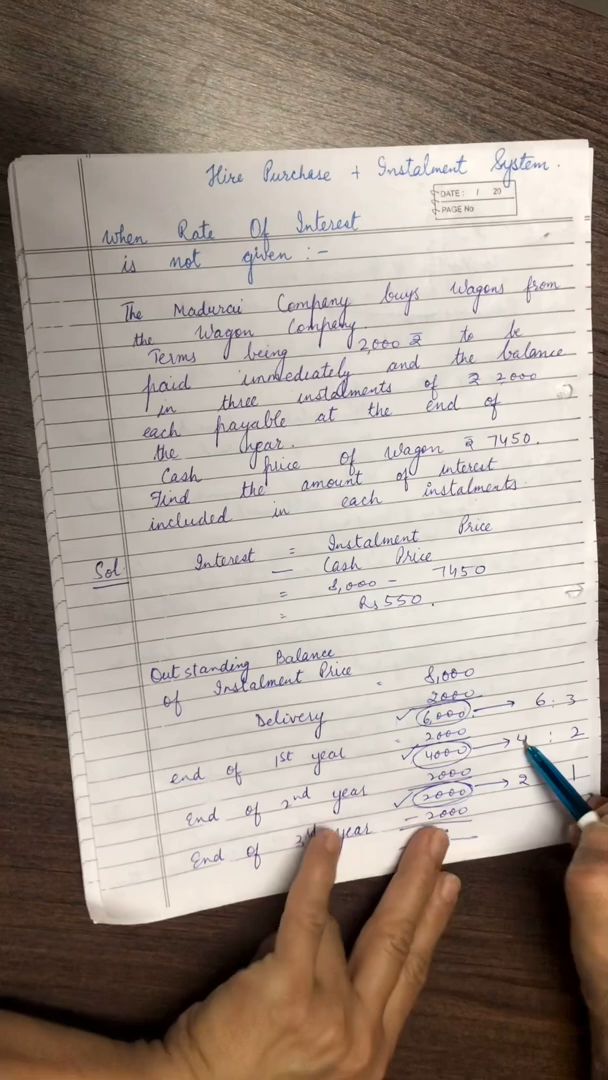 Hire Purchase + Instalment System.
DATE: / 20
PAGE No
When Rate Of Interest
is not given :-
The Madurai Company buys Wagons from
the Wagon Company.
Terms being 2,000 ₹ to be
paid immediately and the balance
in three instalments of ₹ 2000
each payable at the end of
the year.
Cash price of Wagon ₹ 7450.
Find the amount of interest
included in each instalments.
Sol Interest = Instalment Price
— Cash Price
= 8,000 - 7450
= Rs 550.
Outstanding Balance
of Instalment Price = 8,000
Delivery 2000
✓ 6,000 → 6 : 3
end of 1st year - 2000
✓ 4000 → 4 : 2
End of 2nd year 2000
✓ 2000 → 2 1
End of year - 2000